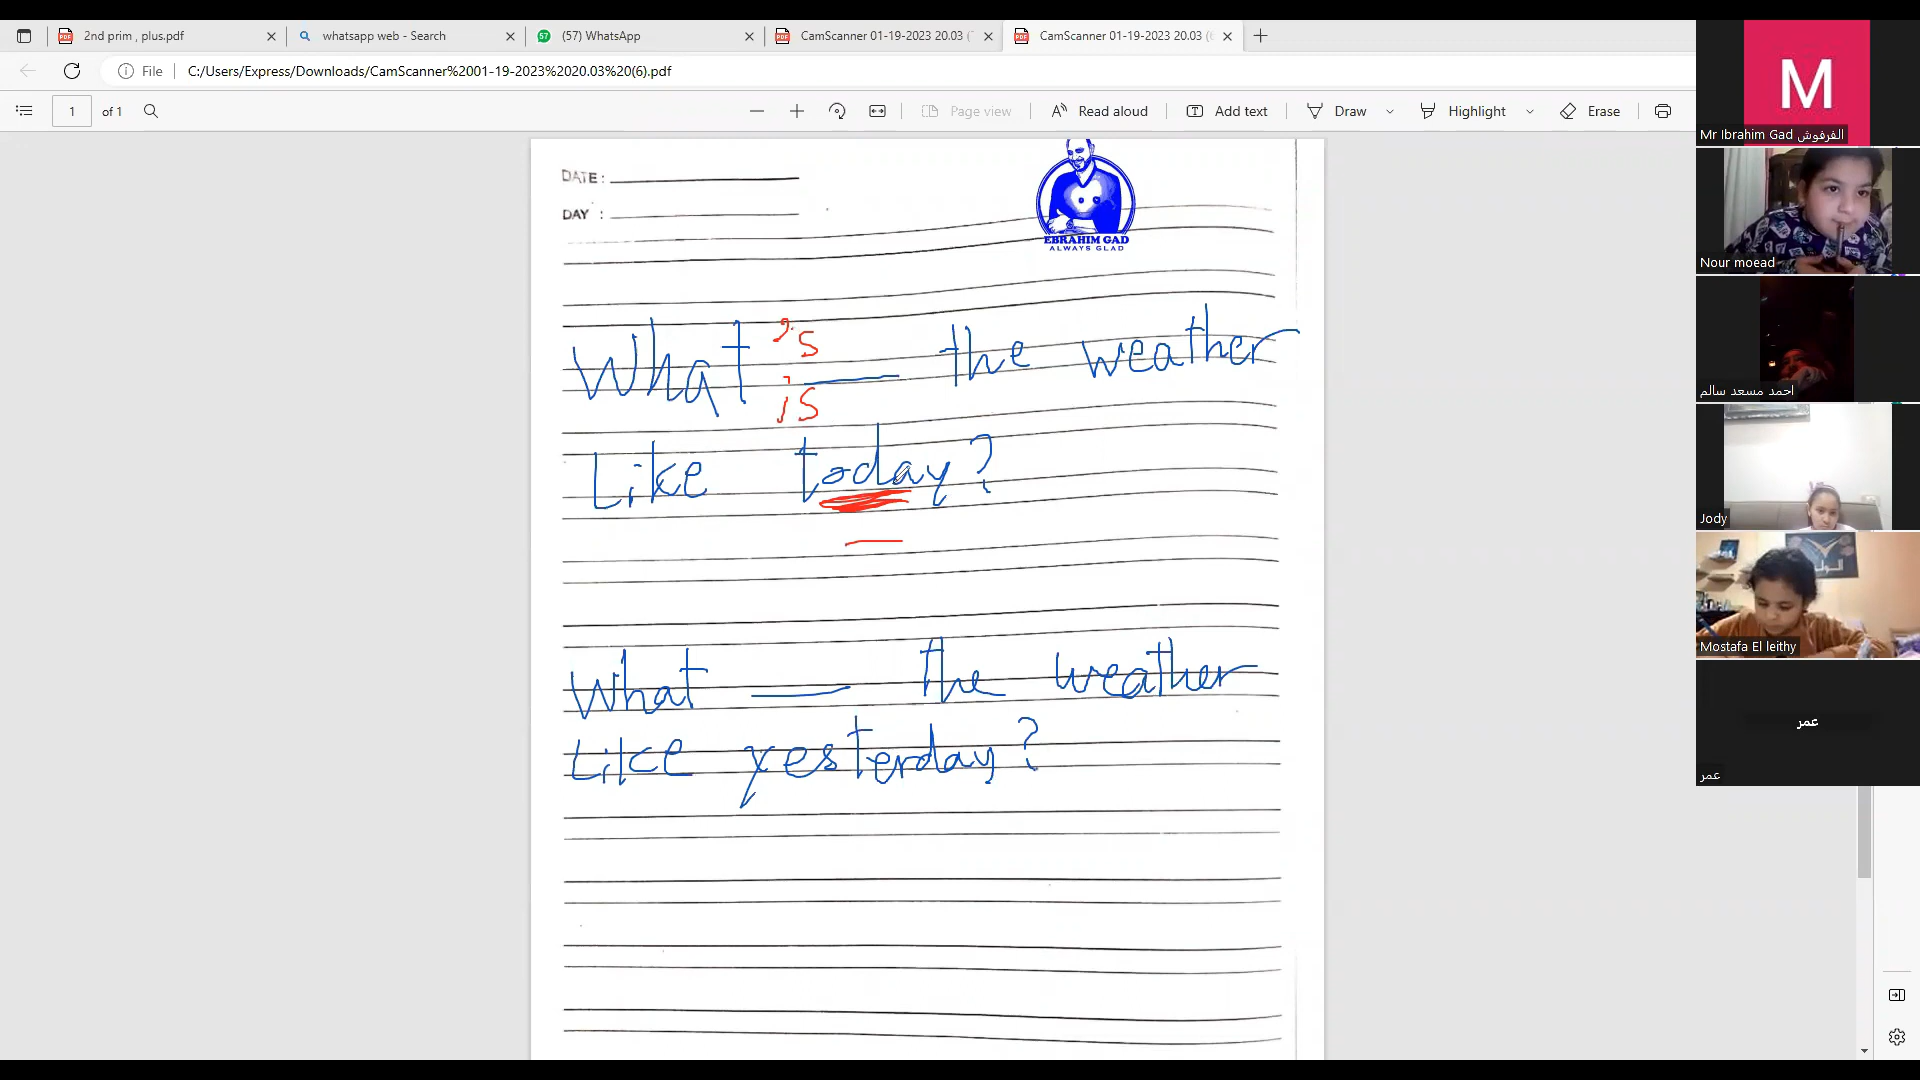 2nd prim , plus.pdf
whatsapp web - Search
(57) WhatsApp
CamScanner 01-19-2023 20.03 (
CamScanner 01-19-2023 20.03 (
File
C:/Users/Express/Downloads/CamScanner%2001-19-2023%2020.03%20(6).pdf
1 of 1
Page view
Read aloud
Add text
Draw
Highlight
Erase
DATE :
DAY :
EBRAHIM GAD
ALWAYS GLAD
's
What ___ the weather
is
Like today?
What ___ the weather
Like yesterday?
M
Mr Ibrahim Gad الفرفوش
Nour moead
احمد مسعد سالم
Jody
Mostafa El leithy
عمر
عمر